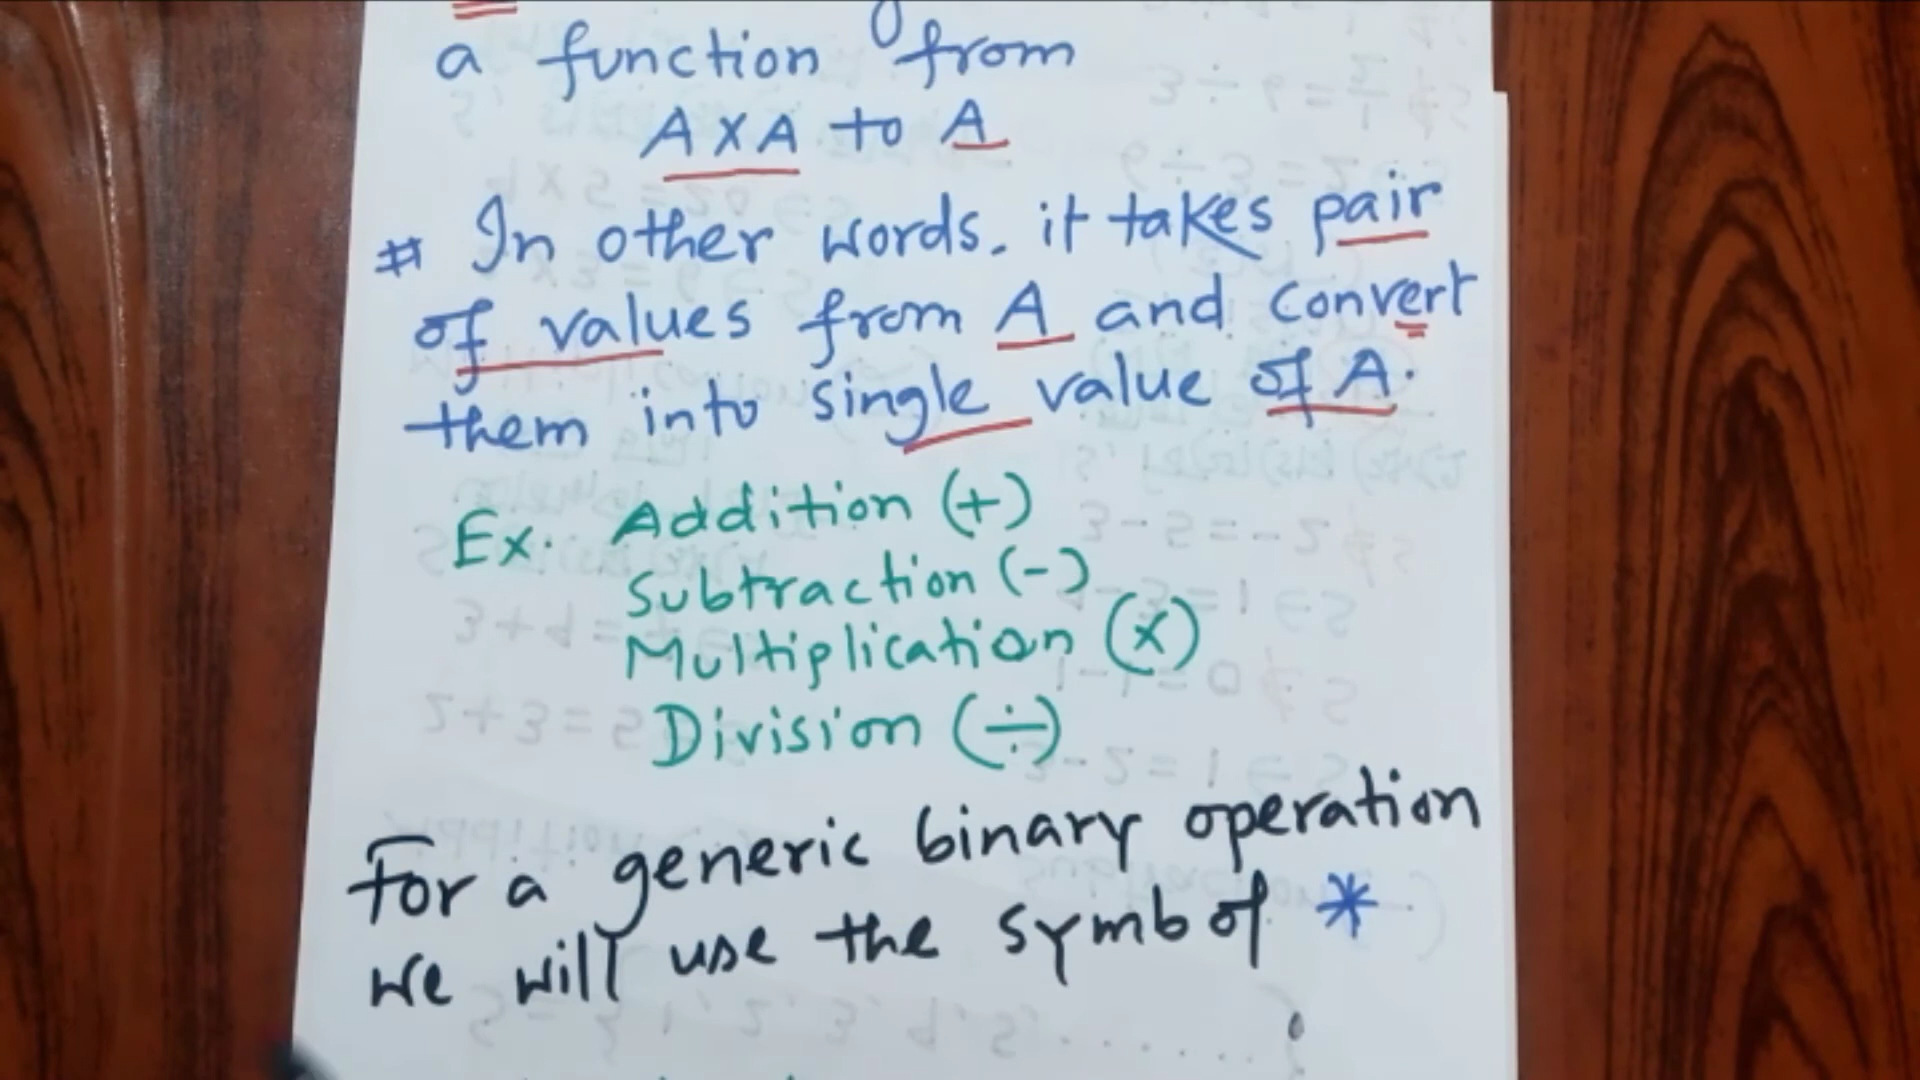 a function from
A X A to A
# In other words. it takes pair
of values from A and convert
them into single value of A.
Ex. Addition (+)
Subtraction (-)
Multiplication (x)
Division (÷)
For a generic binary operation
we will use the symbol *